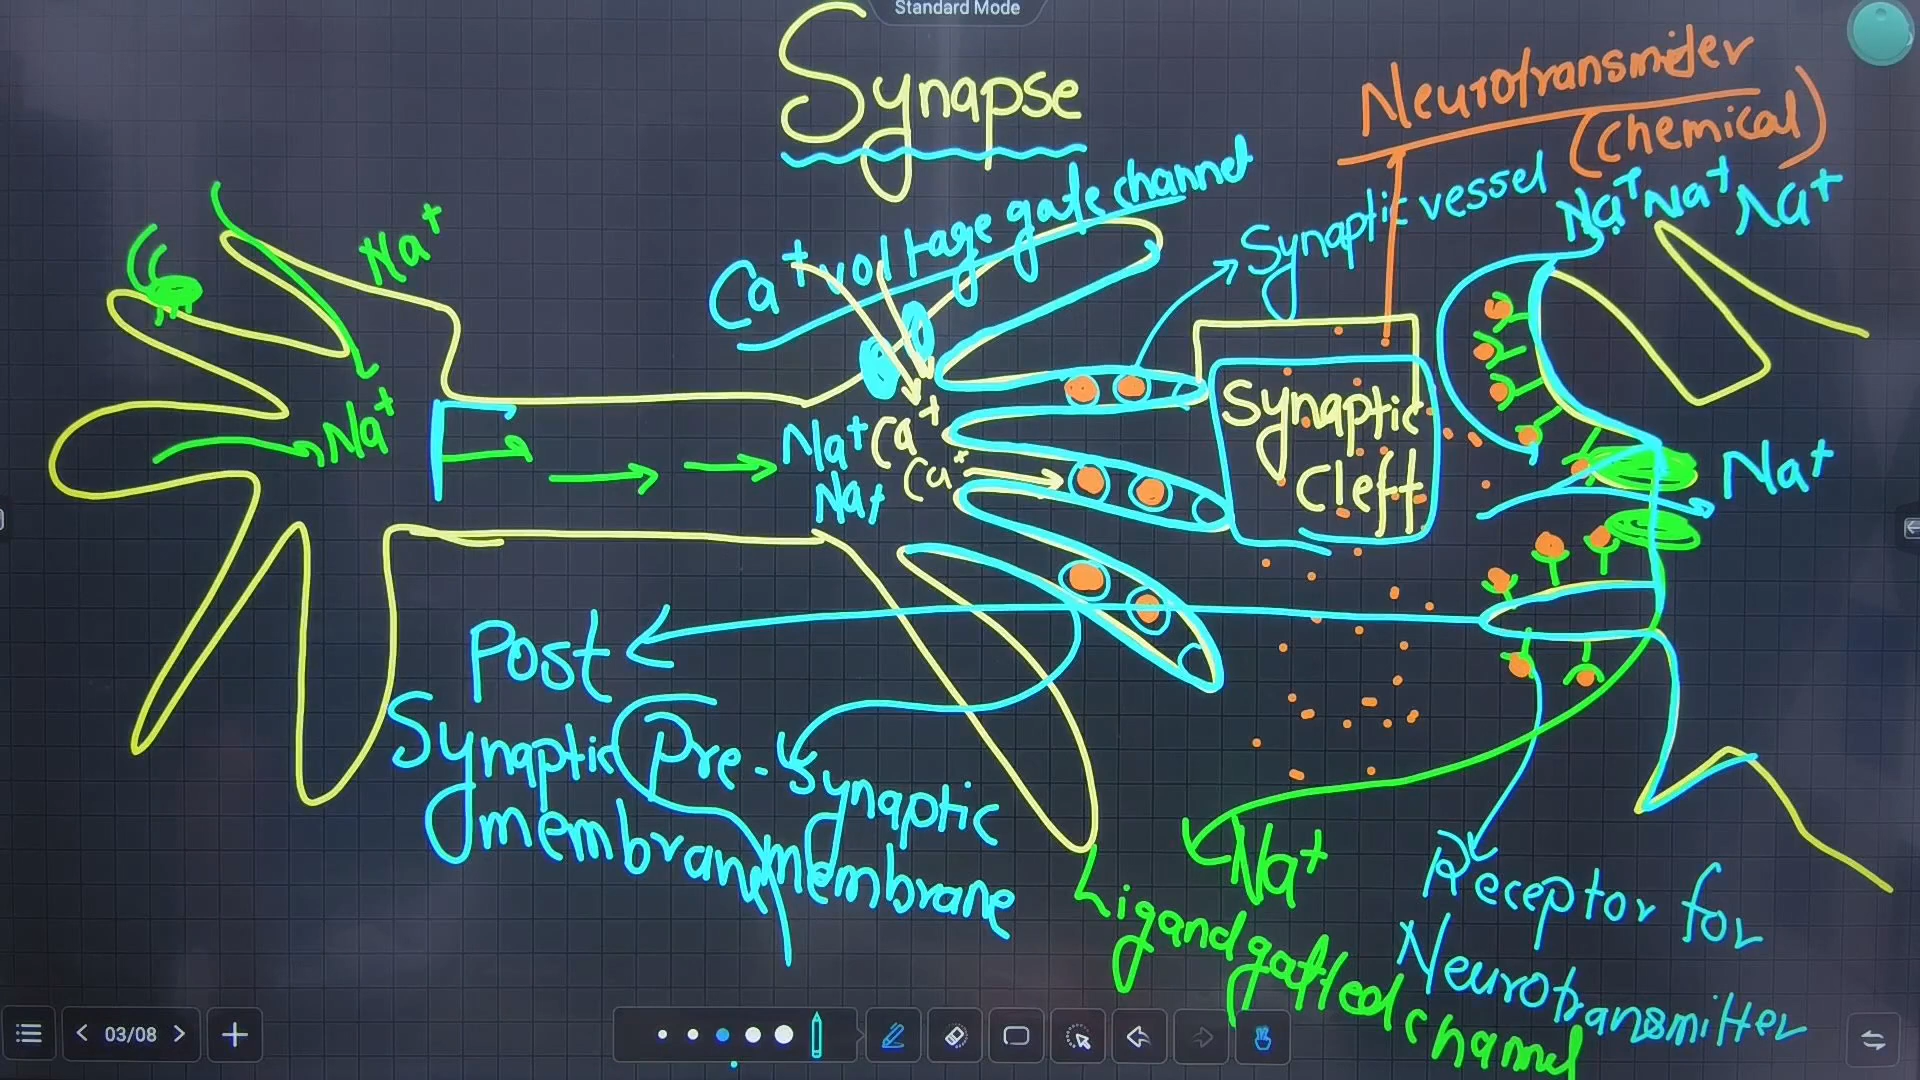 Standard Mode
Synapse
Neurotransmitter
(chemical)
Ca+ voltage gate channel
Synaptic vessel
Na+ Na+ Na+
Na+
Na+
Na+ Ca+
Na+ Ca+
Synaptic
Cleft
Na+
Post
Synaptic
membrane
Pre-Synaptic
membrane
Na+
Ligand gatted channel
Receptor for
Neurotransmitter
03/08